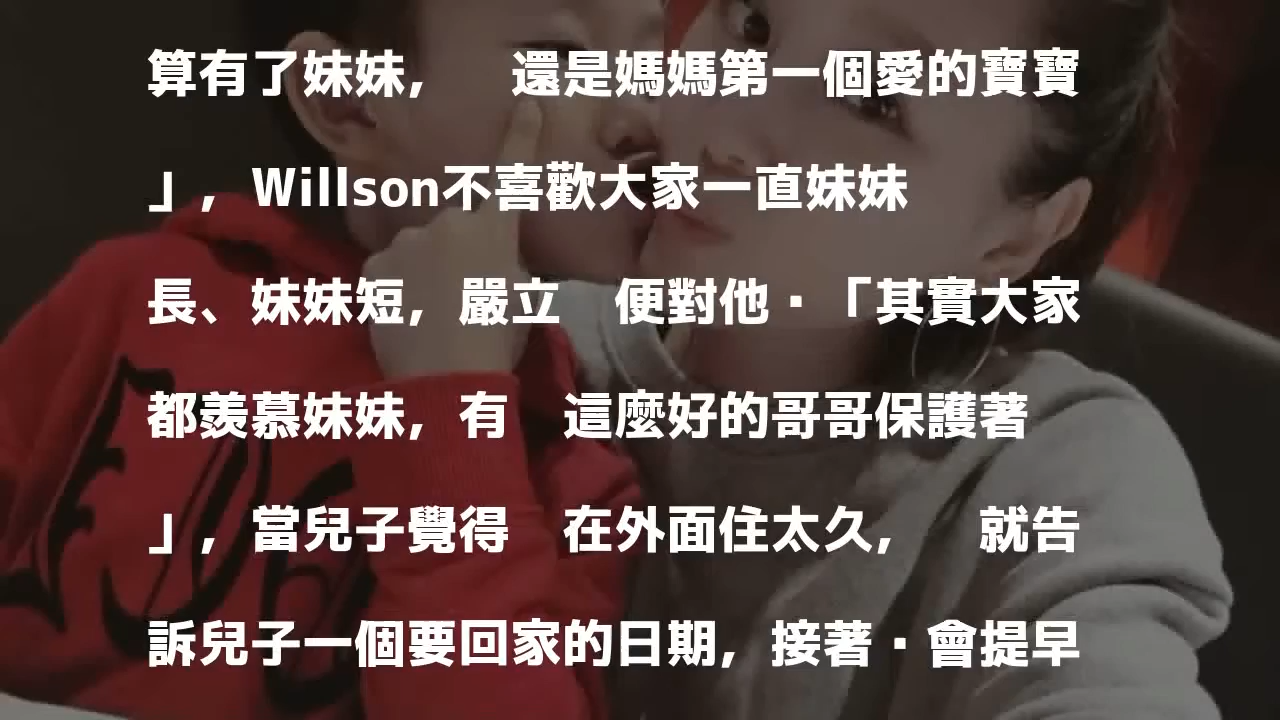 算有了妹妹,　還是媽媽第一個愛的寶寶
」,Willson不喜歡大家一直妹妹
長、妹妹短,嚴立　便對他·「其實大家
都羨慕妹妹,有　這麼好的哥哥保護著
」,當兒子覺得　在外面住太久,　就告
訴兒子一個要回家的日期,接著·會提早